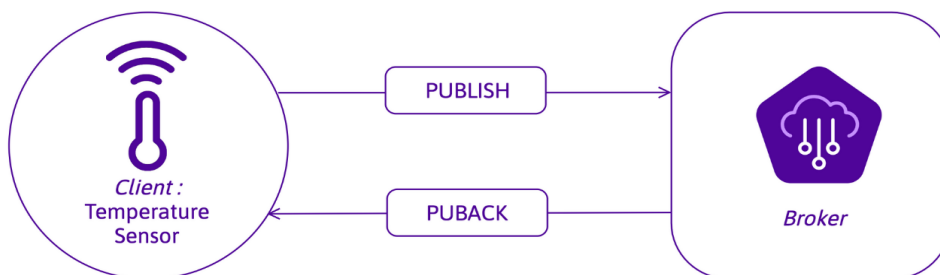 PUBLISH
Client :
Temperature
Sensor
PUBACK
Broker